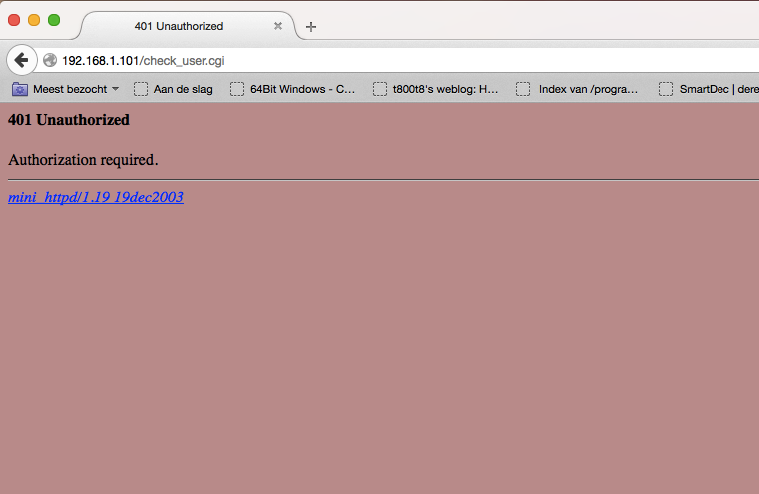 401 Unauthorized
192.168.1.101/check_user.cgi
Meest bezocht Aan de slag 64Bit Windows - C... t800t8's weblog: H... Index van /progra... SmartDec | dere
401 Unauthorized
Authorization required.
mini_httpd/1.19 19dec2003